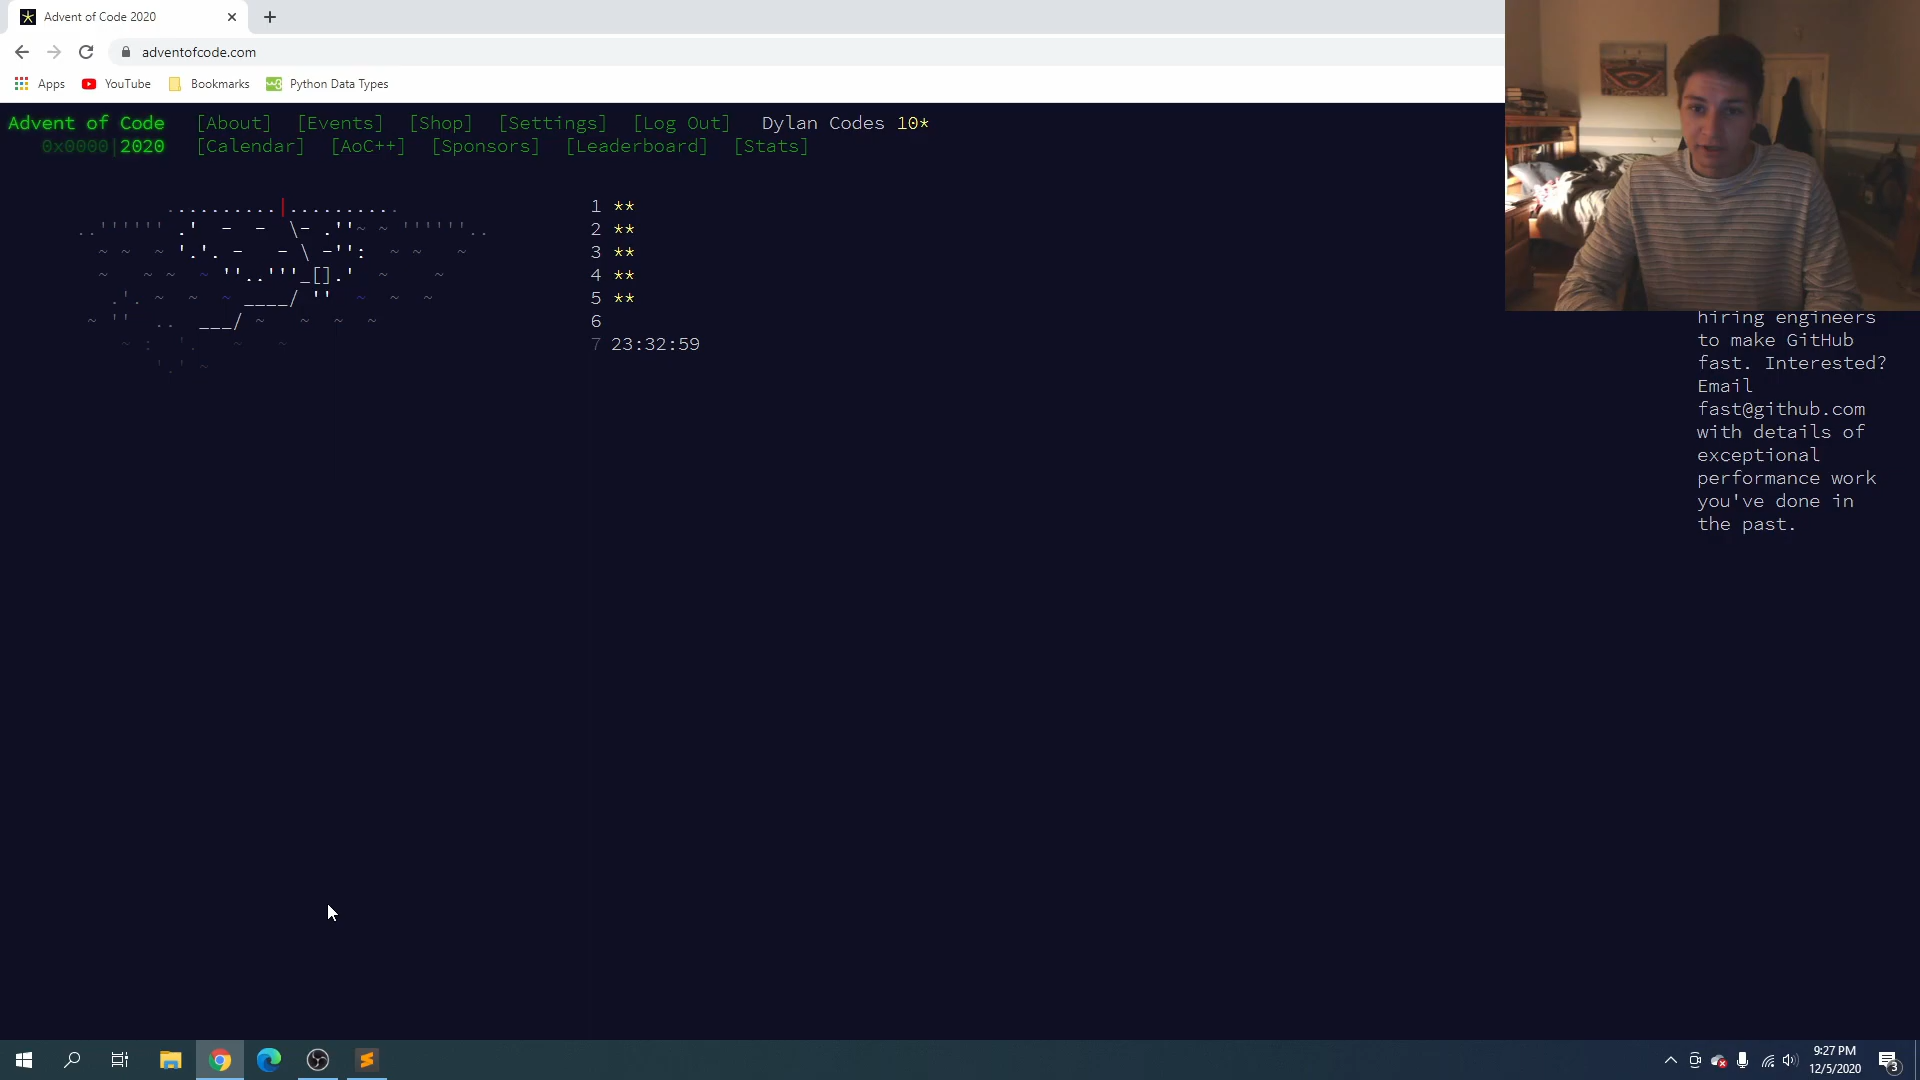 Advent of Code 2020
adventofcode.com
Apps YouTube Bookmarks Python Data Types
Advent of Code [About] [Events] [Shop] [Settings] [Log Out] Dylan Codes 10*
0x0000|2020 [Calendar] [AoC++] [Sponsors] [Leaderboard] [Stats]
1 **
2 **
3 **
4 **
5 **
6
7 23:32:59
hiring engineers
to make GitHub
fast. Interested?
Email
fast@github.com
with details of
exceptional
performance work
you've done in
the past.
9:27 PM
12/5/2020
3